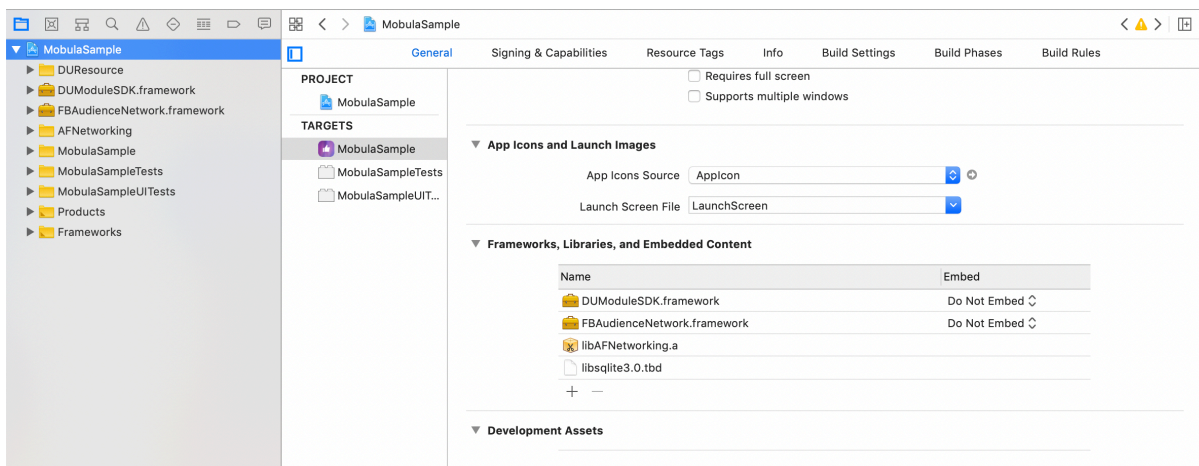 MobulaSample
MobulaSample
DUResource
DUModuleSDK.framework
FBAudienceNetwork.framework
AFNetworking
MobulaSample
MobulaSampleTests
MobulaSampleUITests
Products
Frameworks
General Signing & Capabilities Resource Tags Info Build Settings Build Phases Build Rules
PROJECT
MobulaSample
TARGETS
MobulaSample
MobulaSampleTests
MobulaSampleUIT...
Requires full screen
Supports multiple windows
App Icons and Launch Images
App Icons Source AppIcon
Launch Screen File LaunchScreen
Frameworks, Libraries, and Embedded Content
Name Embed
DUModuleSDK.framework Do Not Embed
FBAudienceNetwork.framework Do Not Embed
libAFNetworking.a
libsqlite3.0.tbd
Development Assets